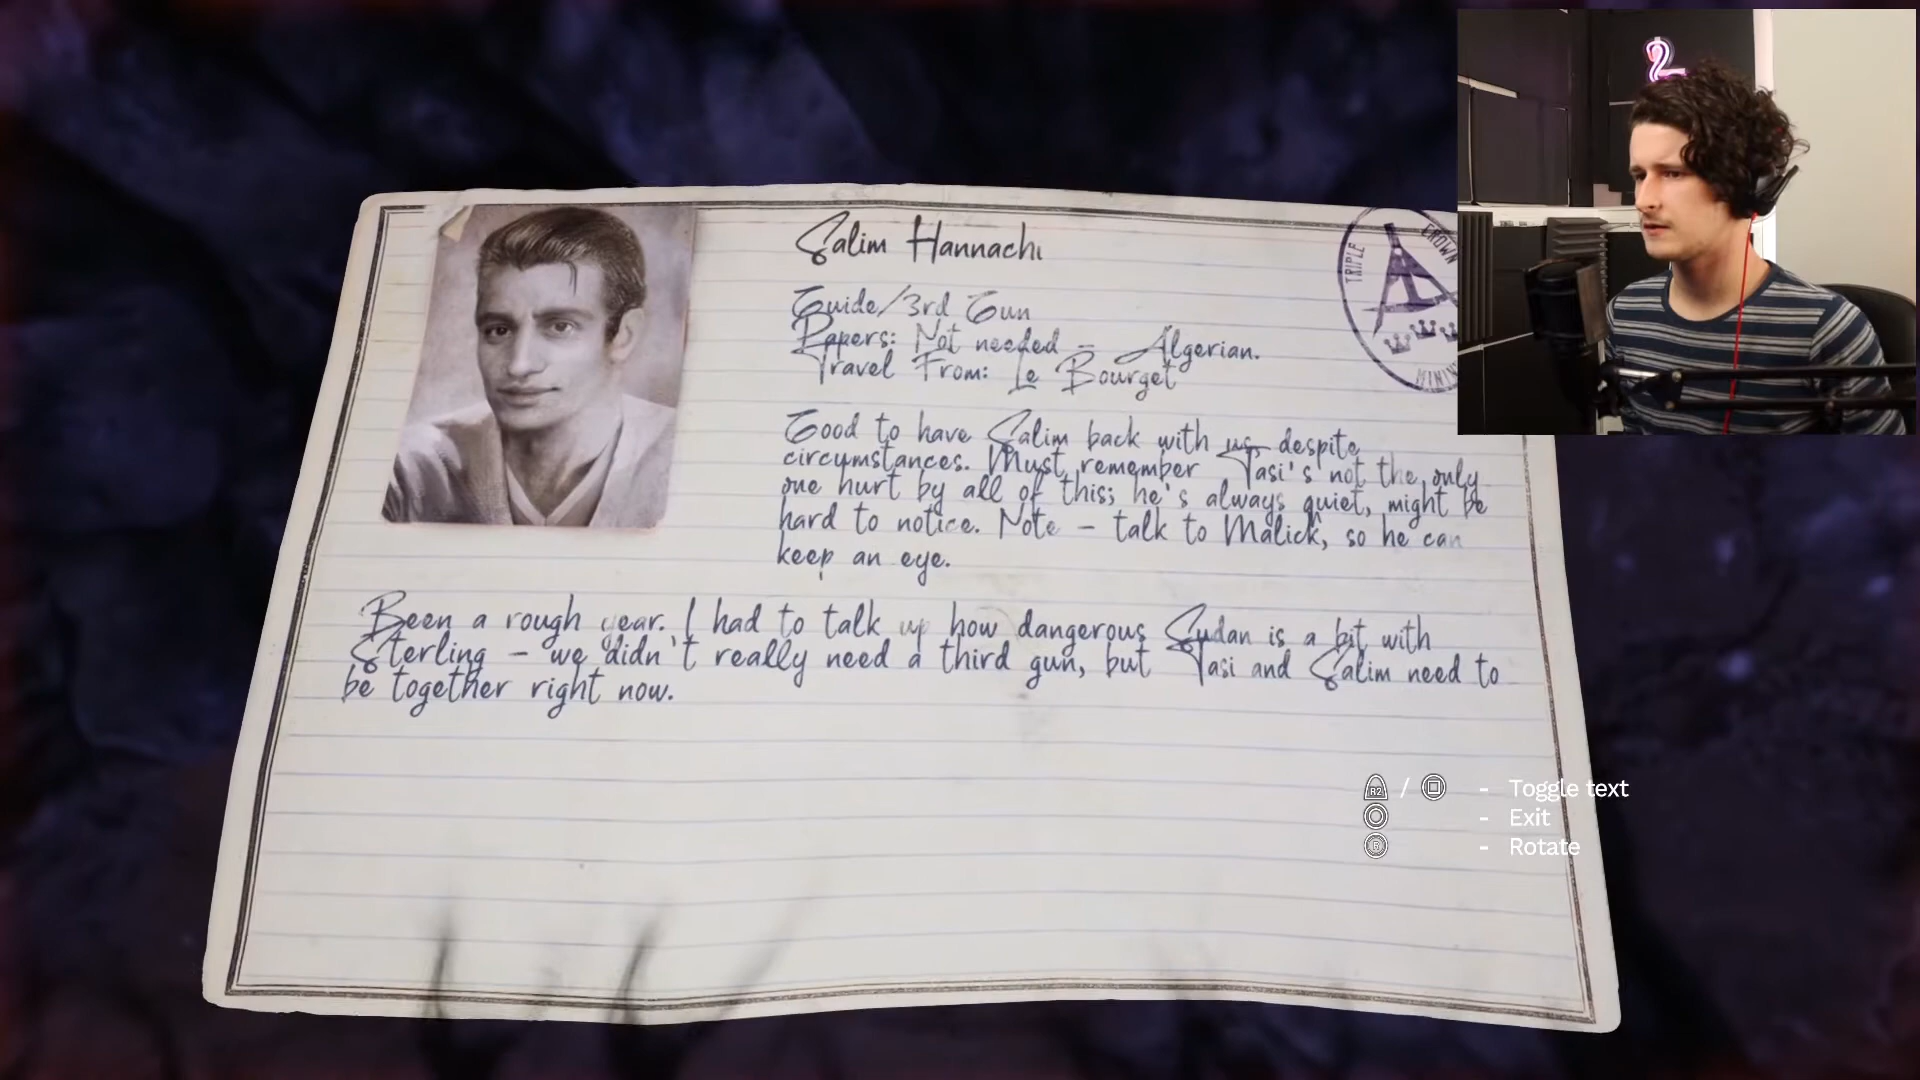 Salim Hannachi
Guide/3rd Gun
Papers: Not needed - Algerian.
Travel From: Le Bourget
Good to have Salim back with us despite
circumstances. Must remember Tasi's not the only
one hurt by all of this; he's always quiet, might be
hard to notice. Note - talk to Malick, so he can
keep an eye.
Been a rough year. I had to talk up how dangerous Sudan is a bit with
Sterling - we didn't really need a third gun, but Tasi and Salim need to
be together right now.
TRIPLE CROWN
R2 / - Toggle text
- Exit
- Rotate